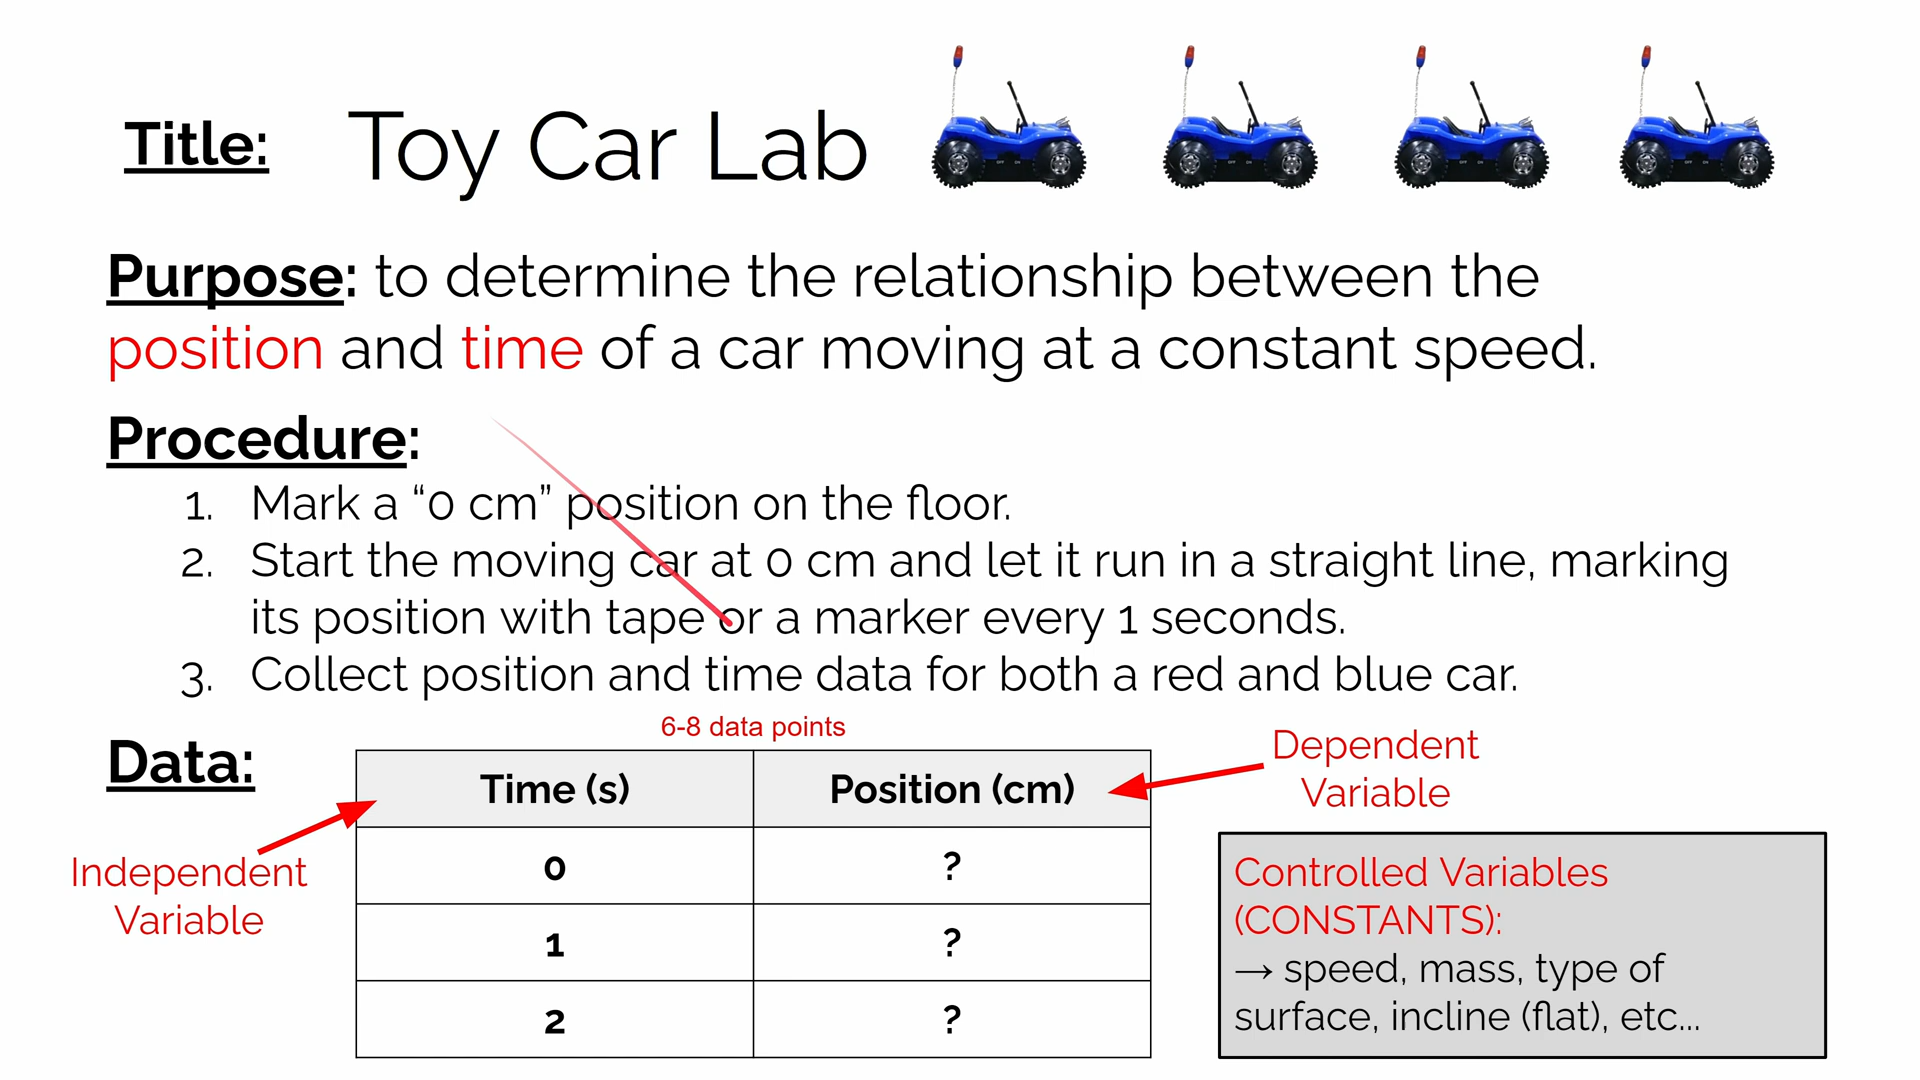 Title: Toy Car Lab
Purpose: to determine the relationship between the
position and time of a car moving at a constant speed.
Procedure:
1. Mark a “0 cm” position on the floor.
2. Start the moving car at 0 cm and let it run in a straight line, marking
its position with tape or a marker every 1 seconds.
3. Collect position and time data for both a red and blue car.
6-8 data points
Data:
Time (s) Position (cm)
0 ?
1 ?
2 ?
Independent
Variable
Dependent
Variable
Controlled Variables
(CONSTANTS):
→ speed, mass, type of
surface, incline (flat), etc...